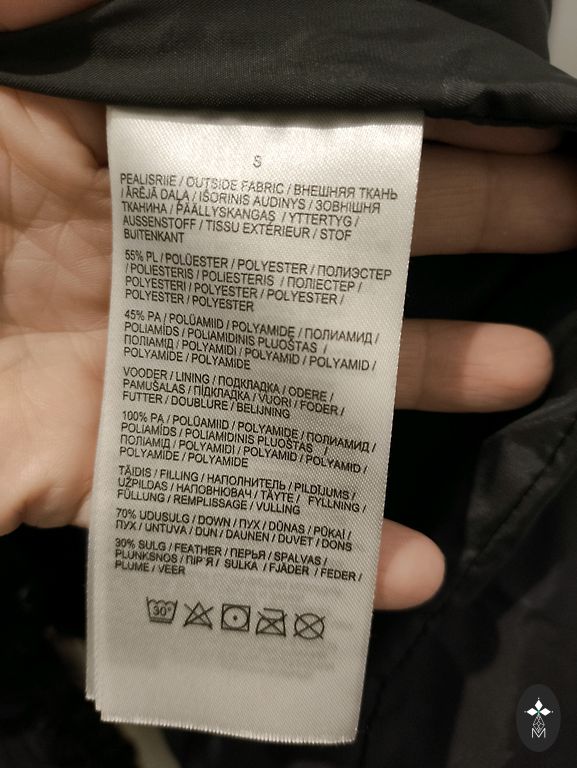 S
PEALISRIIE / OUTSIDE FABRIC / ВНЕШНЯЯ ТКАНЬ
/ ĀRĒJĀ DAĻA / IŠORINIS AUDINYS / ЗОВНІШНЯ
ТКАНИНА / PÄÄLLYSKANGAS / YTTERTYG /
AUSSENSTOFF / TISSU EXTÉRIEUR / STOF
BUITENKANT
55% PL / POLÜESTER / POLYESTER / ПОЛИЭСТЕР
/ POLIESTERIS / POLIESTERIS / ПОЛІЕСТЕР /
POLYESTERI / POLYESTER / POLYESTER /
POLYESTER / POLYESTER
45% PA / POLÜAMIID / POLYAMIDE / ПОЛИАМИД /
POLIAMĪDS / POLIAMIDINIS PLUOŠTAS /
ПОЛІАМІД / POLYAMIDI / POLYAMID / POLYAMID /
POLYAMIDE / POLYAMIDE
VOODER / LINING / ПОДКЛАДКА / ODERE /
PAMUŠALAS / ПІДКЛАДКА / VUORI / FODER /
FUTTER / DOUBLURE / BELIJNING
100% PA / POLÜAMIID / POLYAMIDE / ПОЛИАМИД /
POLIAMĪDS / POLIAMIDINIS PLUOŠTAS /
ПОЛІАМІД / POLYAMIDI / POLYAMID / POLYAMID /
POLYAMIDE / POLYAMIDE
TÄIDIS / FILLING / НАПОЛНИТЕЛЬ / PILDĪJUMS /
UŽPILDAS / НАПОВНЮВАЧ / TÄYTE / FYLLNING /
FÜLLUNG / REMPLISSAGE / VULLING
70% UDUSULG / DOWN / ПУХ / DŪNAS / PŪKAI /
ПУХ / UNTUVA / DUN / DAUNEN / DUVET / DONS
30% SULG / FEATHER / ПЕРЬЯ / SPALVAS /
PLUNKSNOS / ПІР'Я / SULKA / FJÄDER / FEDER /
PLUME / VEER
30°
M